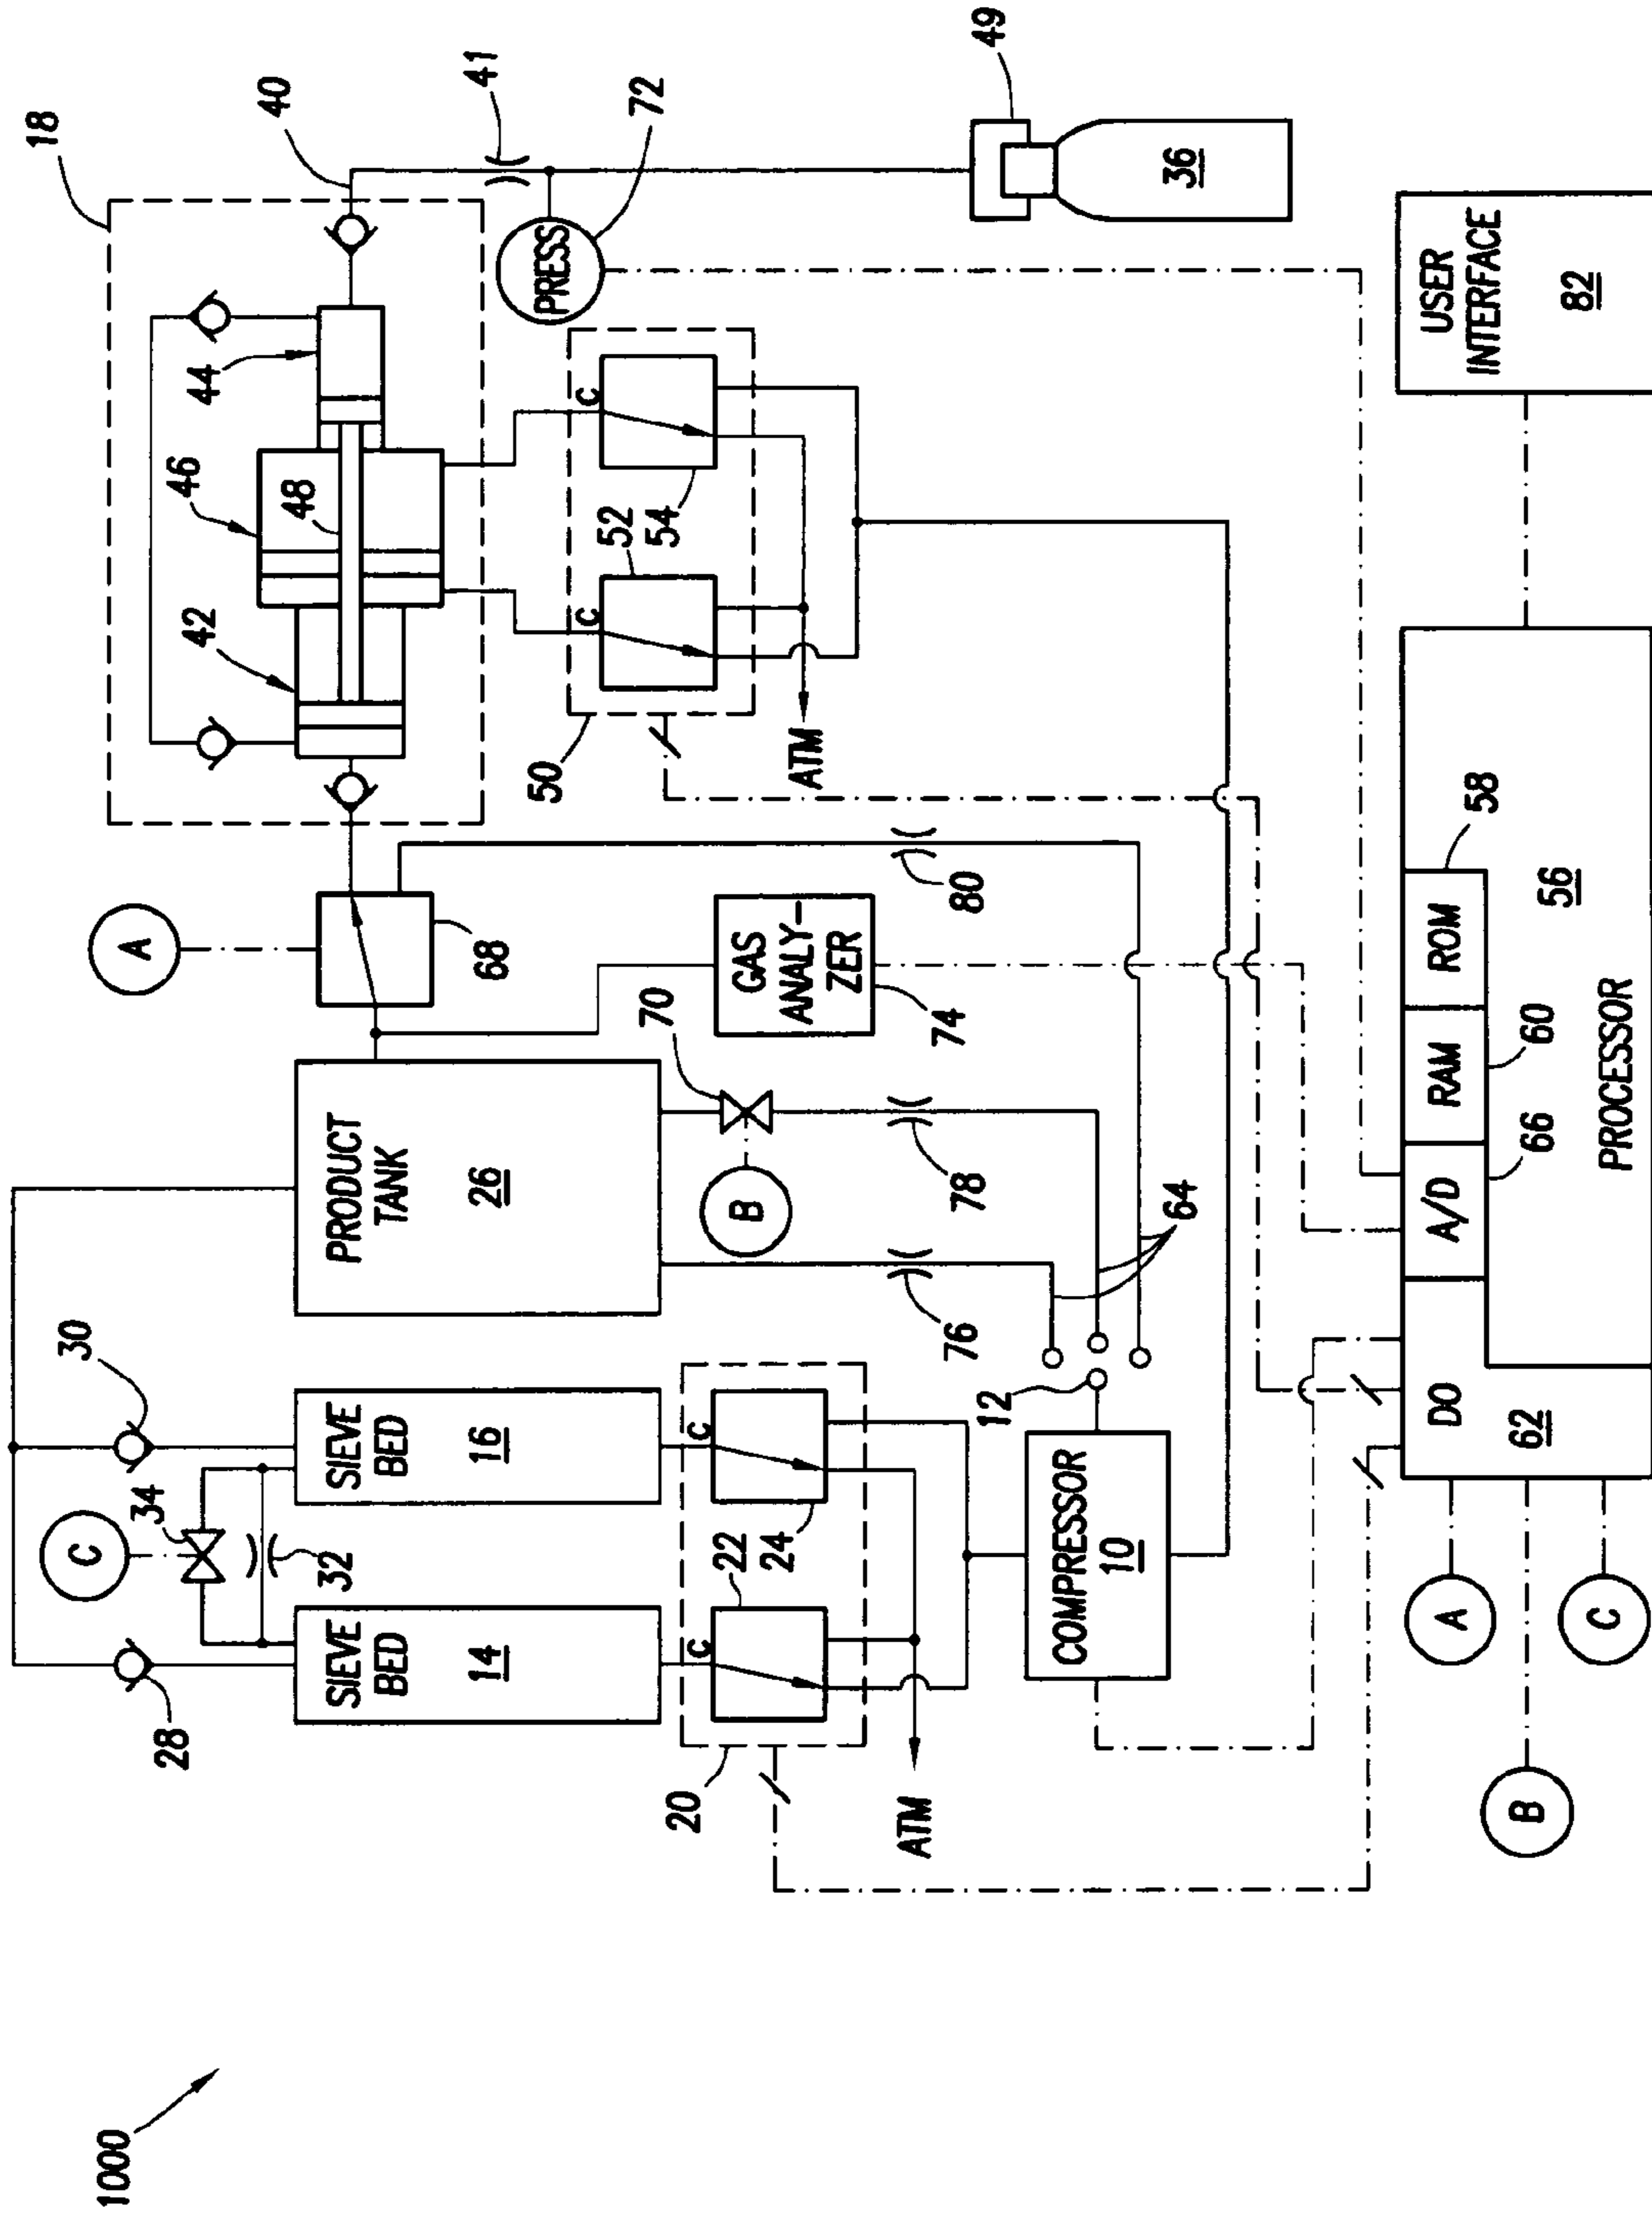 1000
18
40
41
72
PRESS
49
36
44
46
48
42
C
C
52
54
50
ATM
A
68
80
GAS
ANALY-
ZER
74
70
B
78
76
64
PRODUCT
TANK
26
30
28
C
34
32
SIEVE
BED
16
SIEVE
BED
14
C
C
22
24
20
ATM
12
COMPRESSOR
10
USER
INTERFACE
82
58
ROM
RAM
A/D
DO
62
60
66
56
PROCESSOR
A
B
C